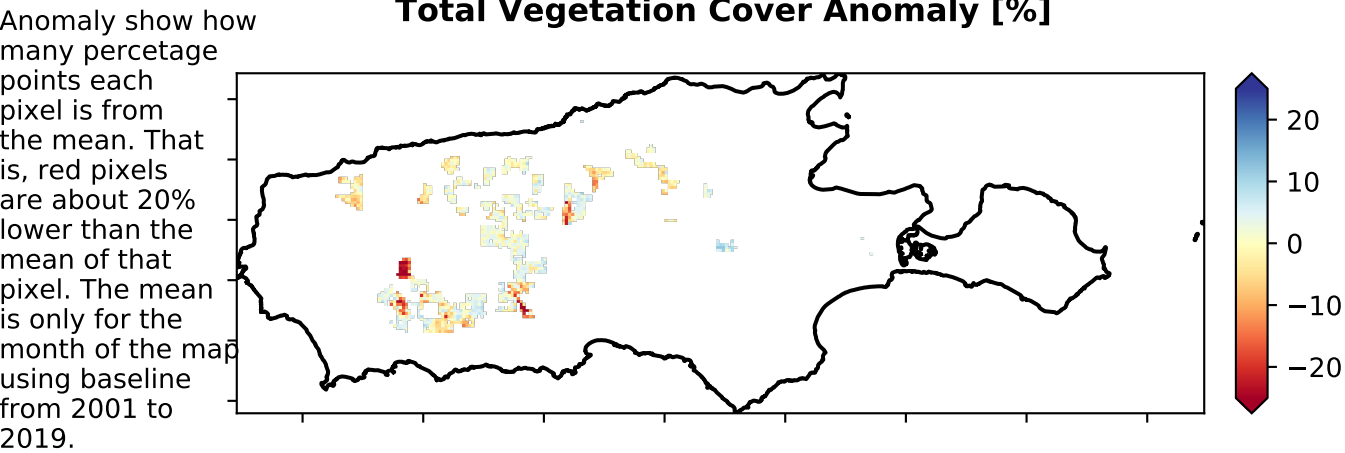 Total Vegetation Cover Anomaly [%]
Anomaly show how
many percetage
points each
pixel is from
the mean. That
is, red pixels
are about 20%
lower than the
mean of that
pixel. The mean
is only for the
month of the map
using baseline
from 2001 to
2019.
20
10
0
−10
−20